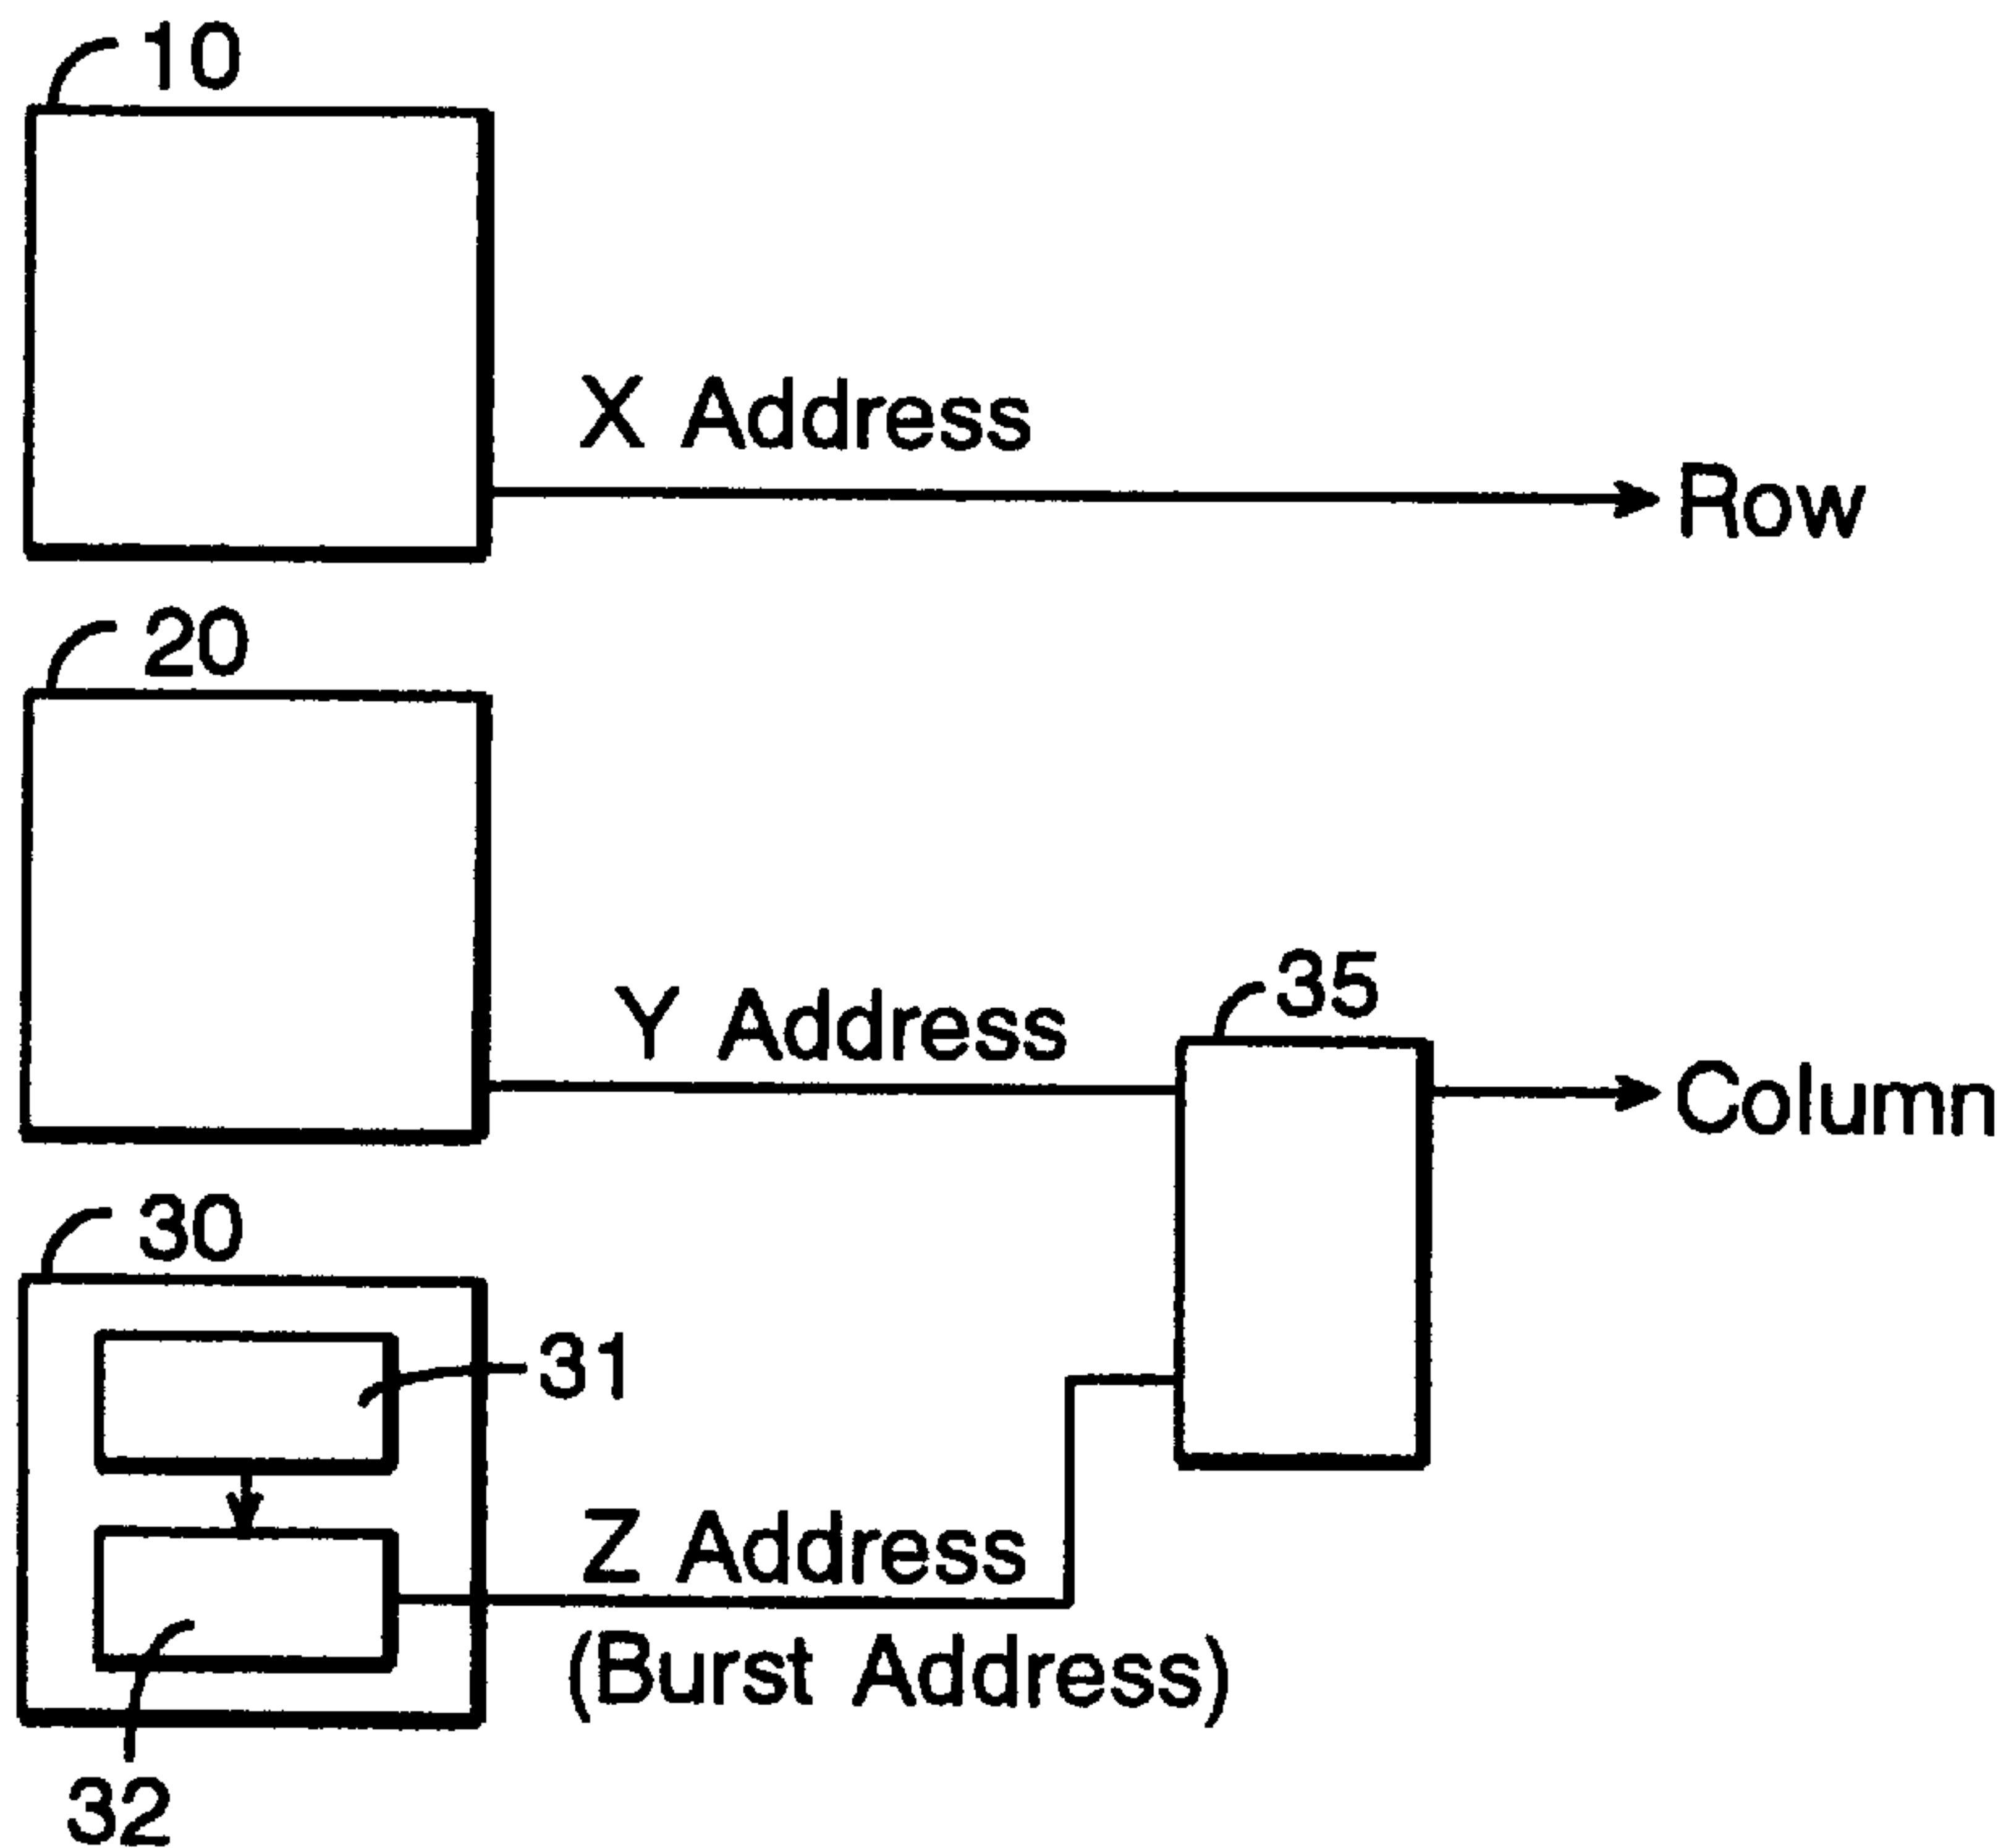 10
X Address
Row
20
Y Address
35
Column
30
31
Z Address
(Burst Address)
32